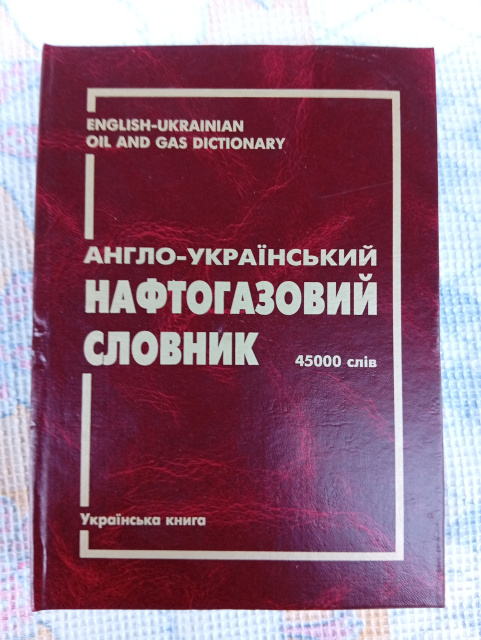 ENGLISH-UKRAINIAN
OIL AND GAS DICTIONARY
АНГЛО-УКРАЇНСЬКИЙ
НАФТОГАЗОВИЙ
СЛОВНИК
45000 слів
Українська книга